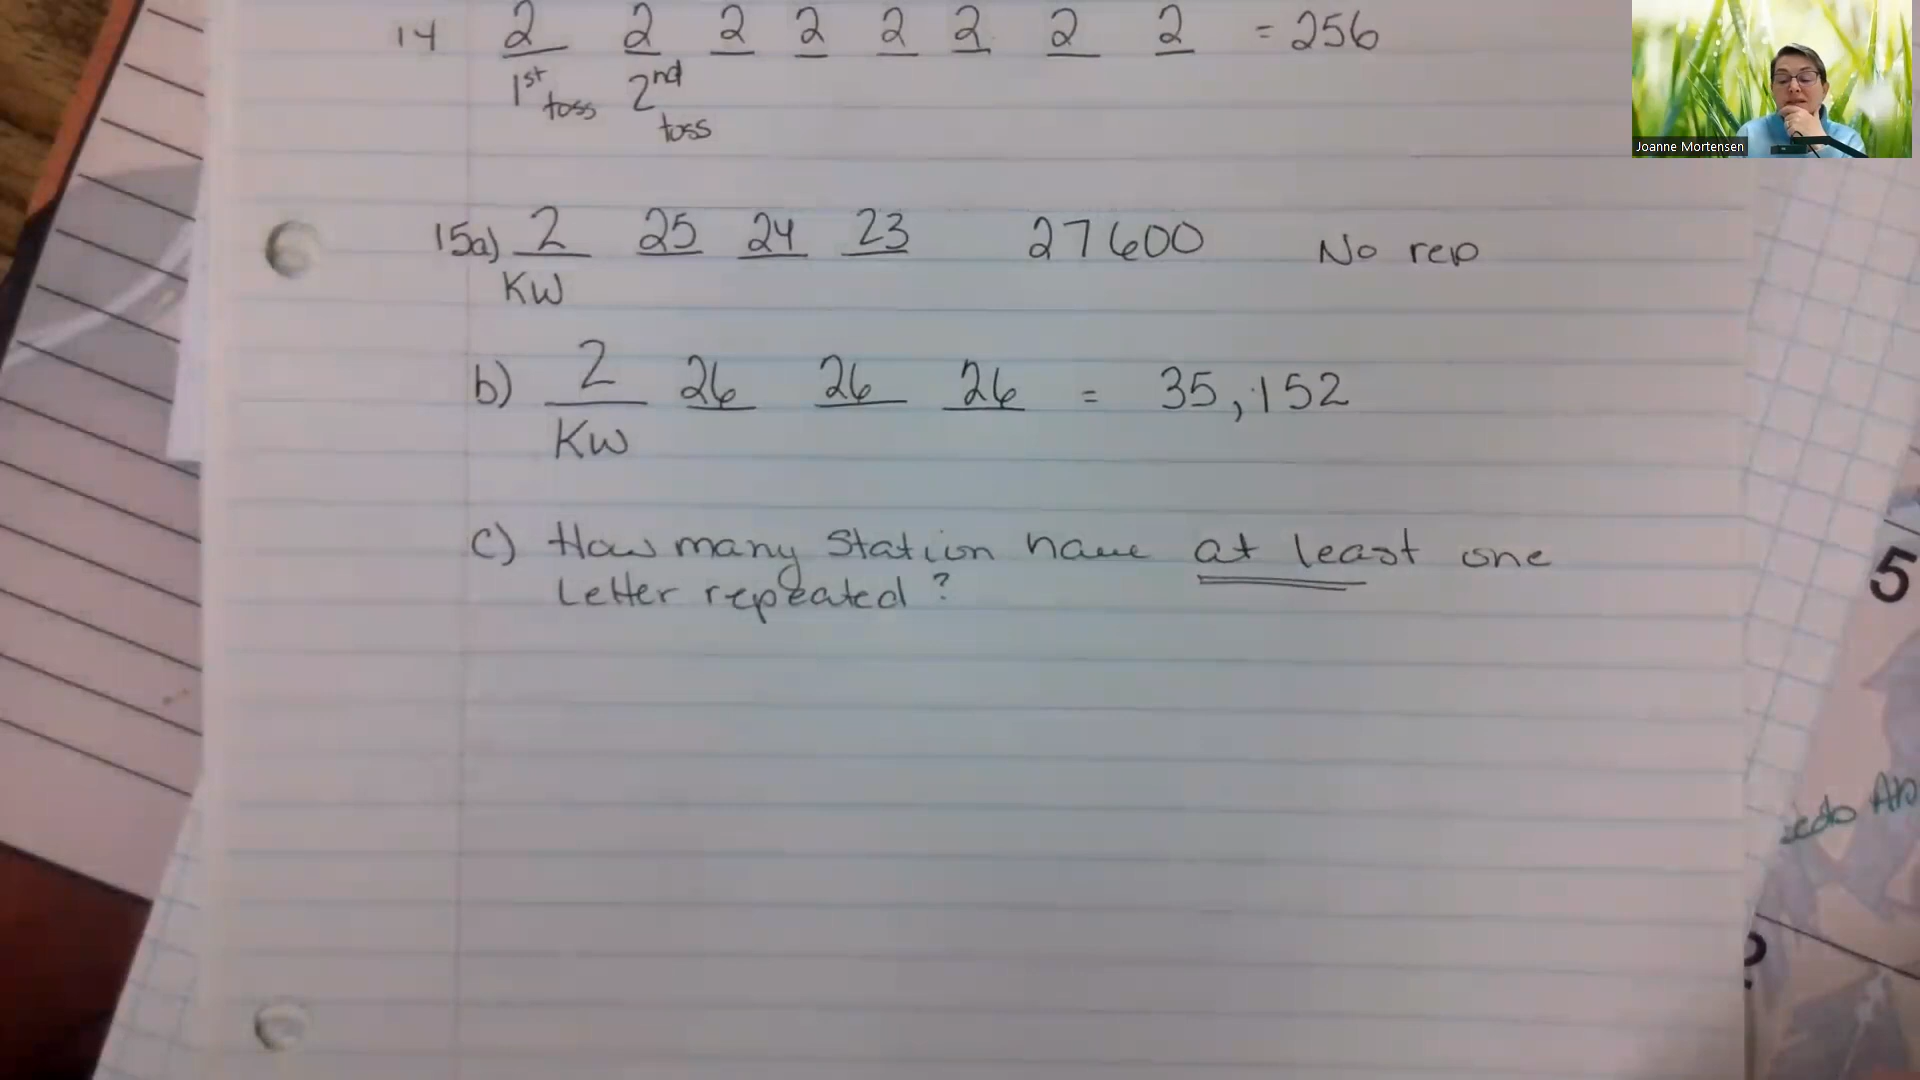 14 2 2 2 2 2 2 2 2 = 256
1st toss 2nd toss
Joanne Mortensen
15a) 2 25 24 23 27600 No rep
KW
b) 2 26 26 26 = 35,152
KW
c) How many Station have at least one
Letter repeated ?
5